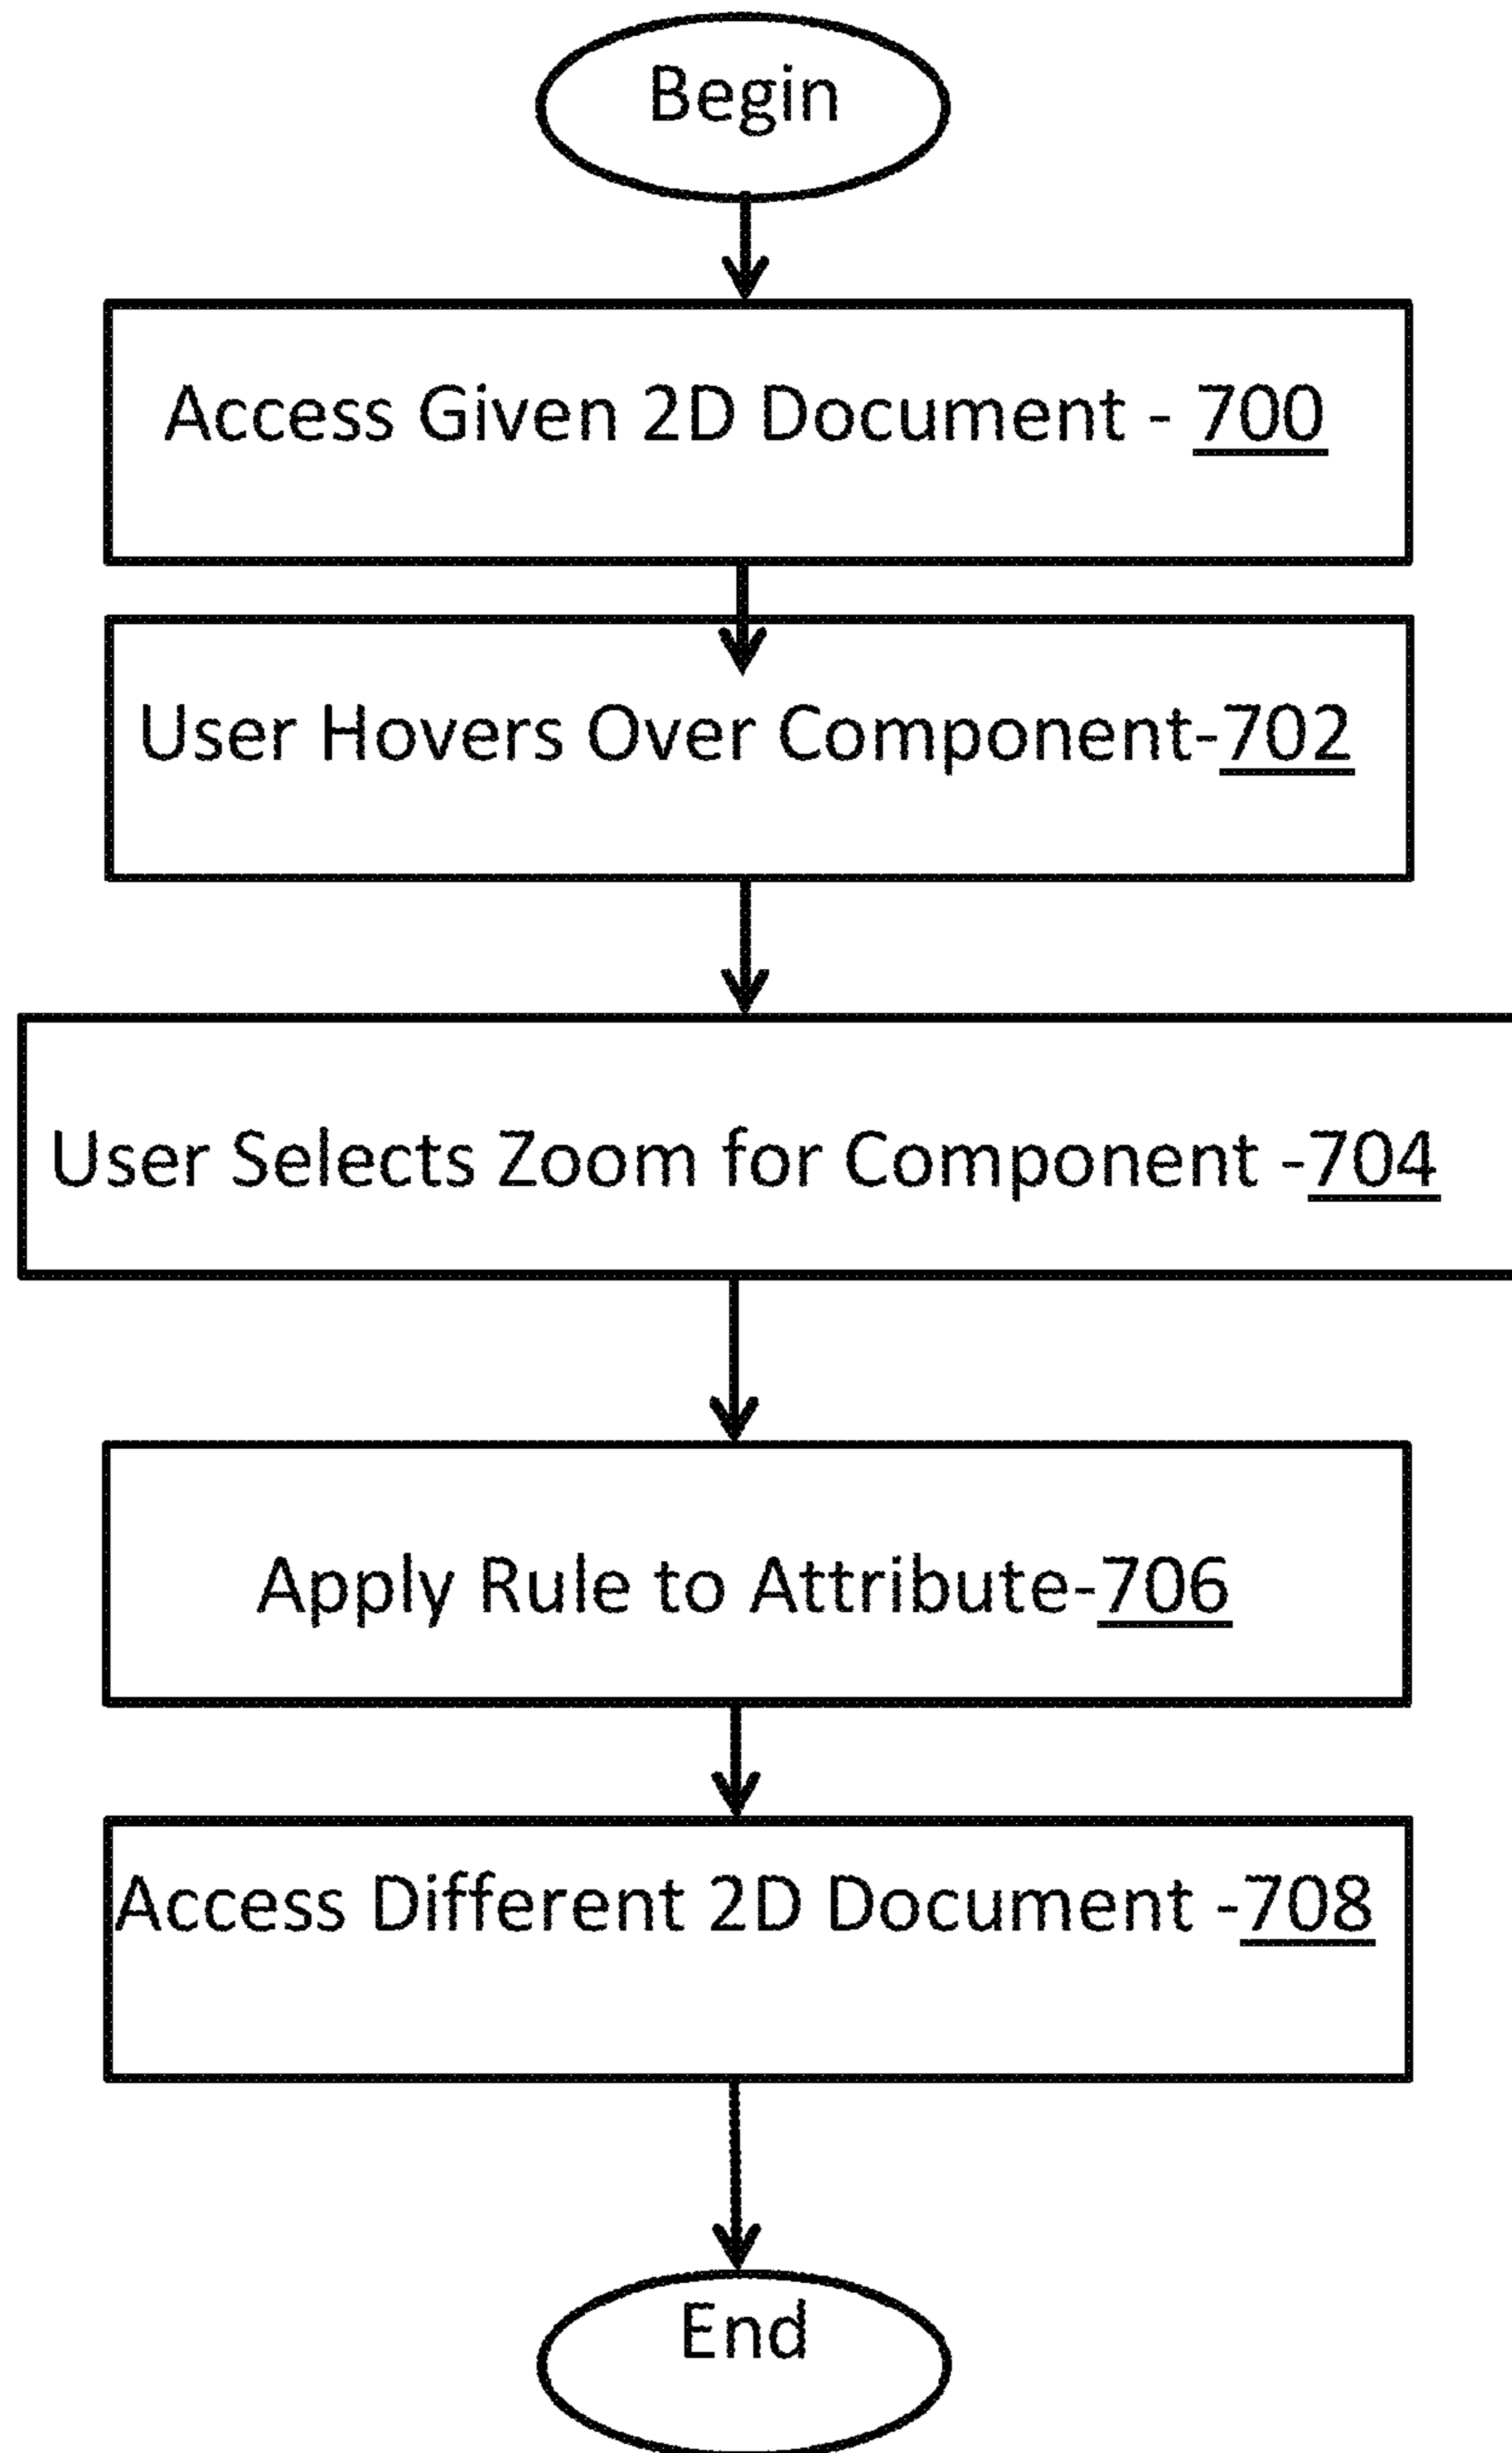 Begin
Access Given 2D Document - 700
User Hovers Over Component-702
User Selects Zoom for Component -704
Apply Rule to Attribute-706
Access Different 2D Document -708
End